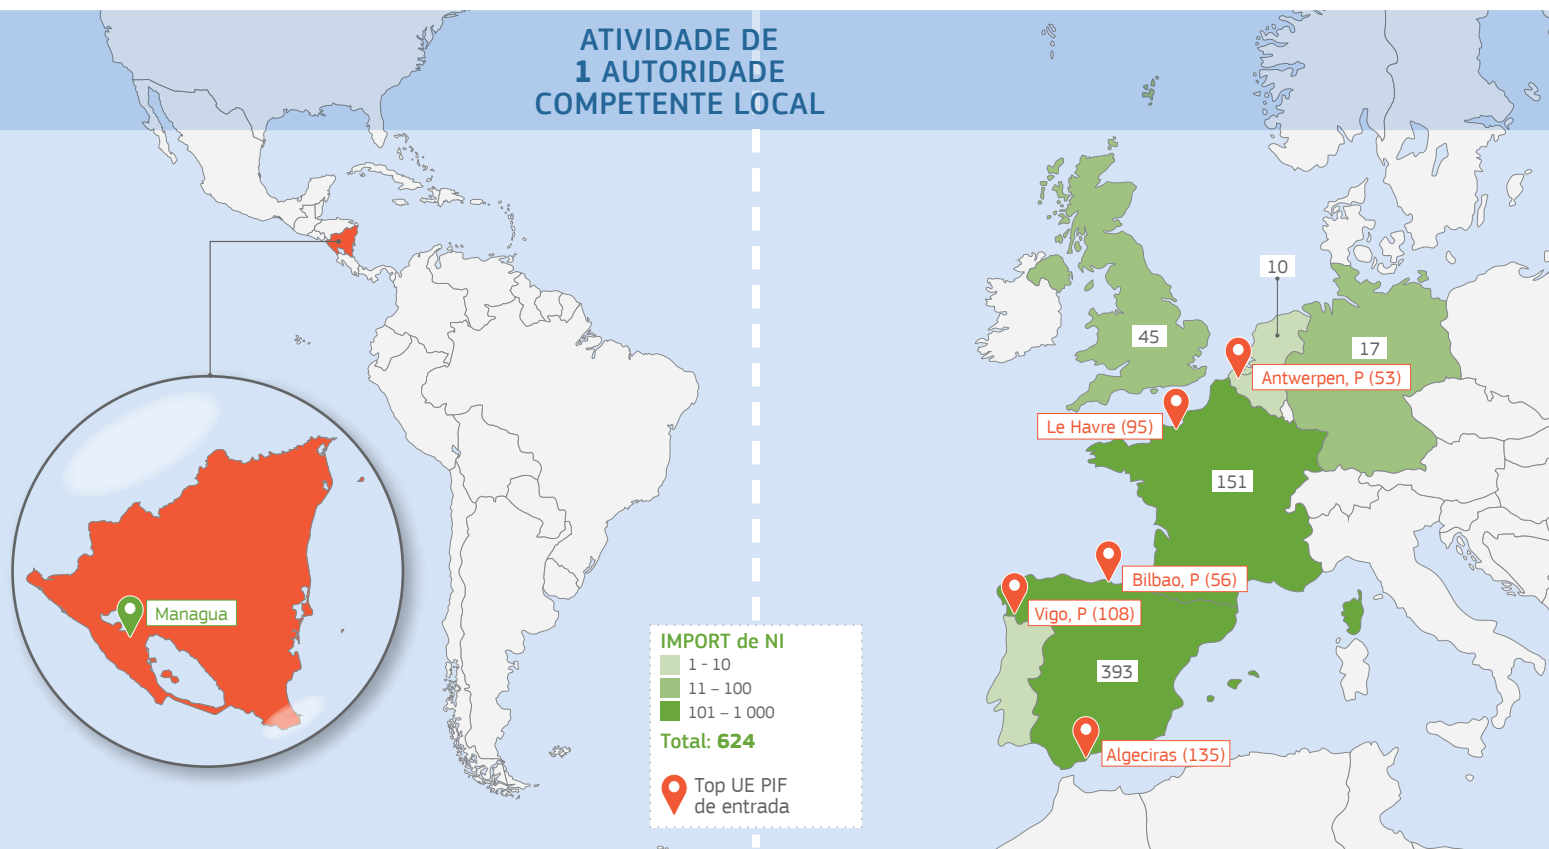 ATIVIDADE DE
1 AUTORIDADE
COMPETENTE LOCAL
10
45
17
Antwerpen, P (53)
Le Havre (95)
151
Bilbao, P (56)
Managua
Vigo, P (108)
IMPORT de NI
1 - 10
11 – 100
101 – 1 000
Total: 624
Top UE PIF
de entrada
393
Algeciras (135)